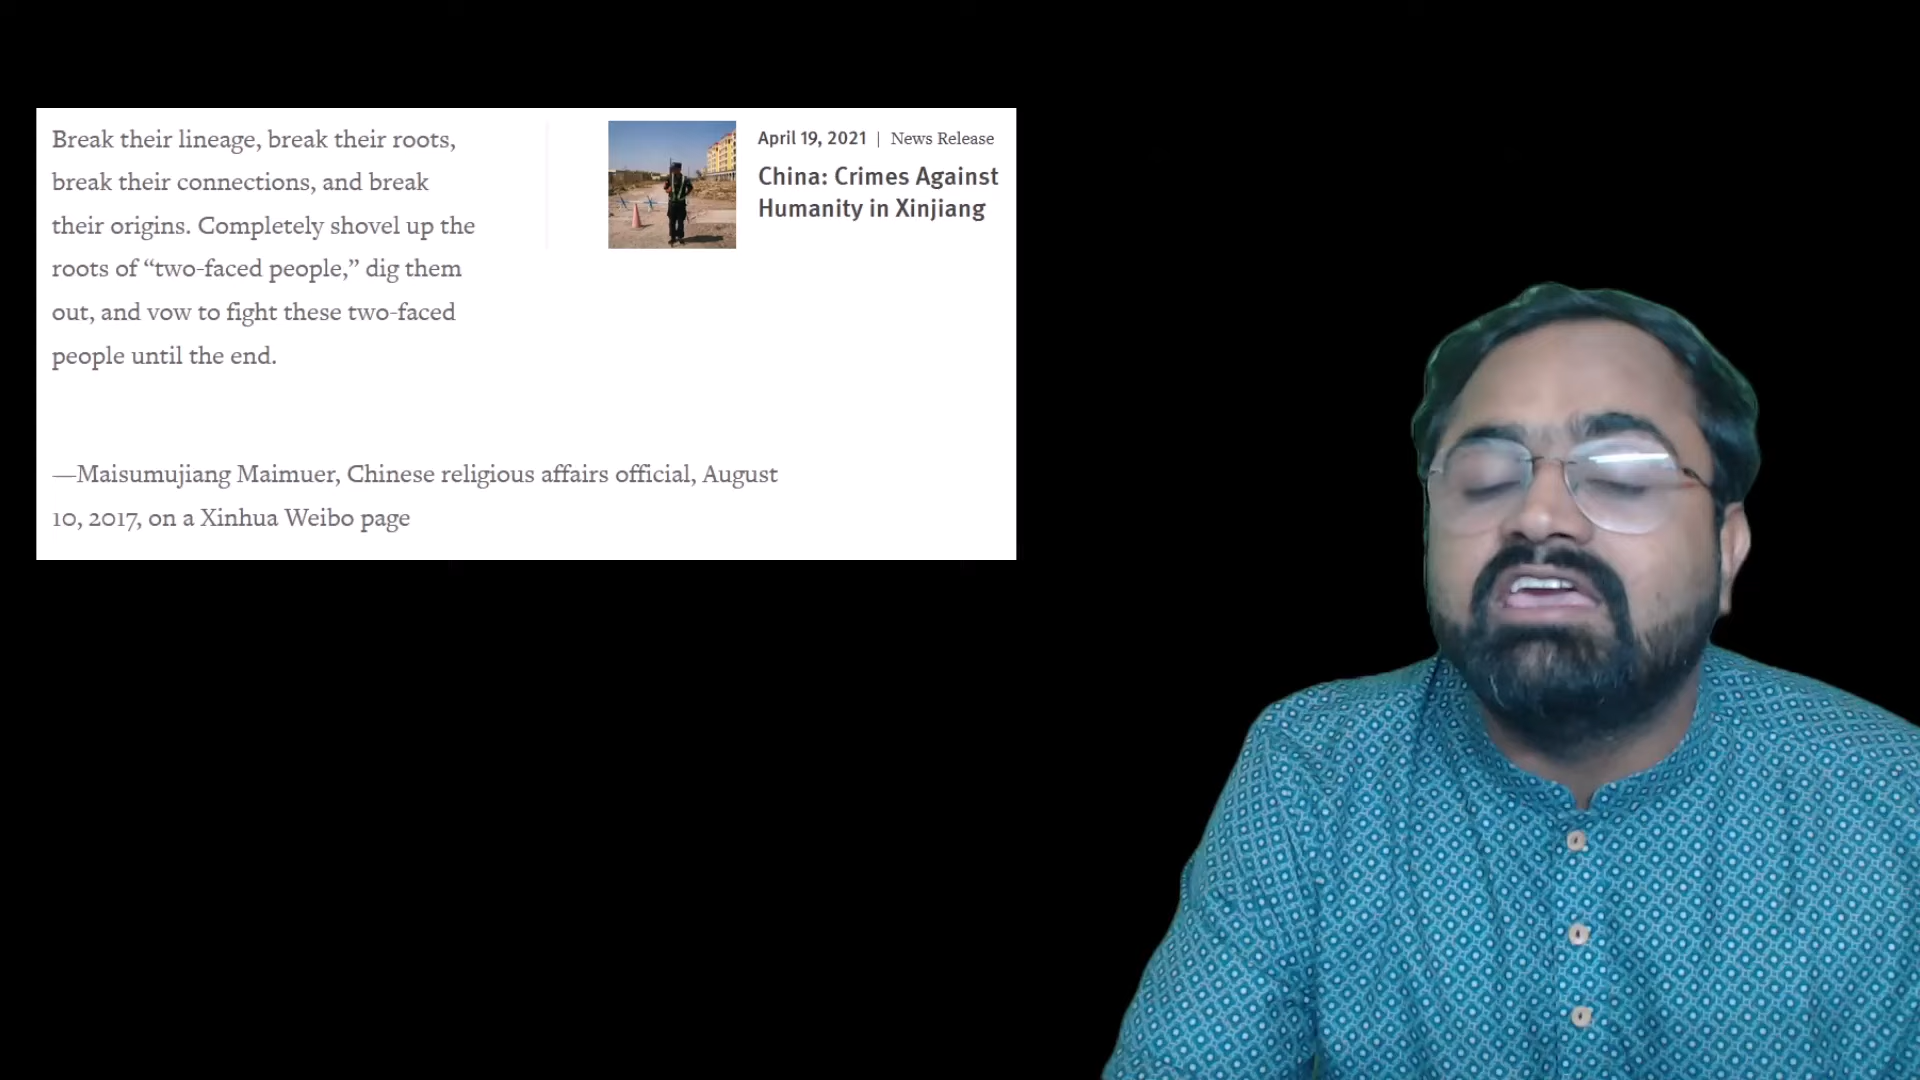 Break their lineage, break their roots,
break their connections, and break
their origins. Completely shovel up the
roots of “two-faced people,” dig them
out, and vow to fight these two-faced
people until the end.
—Maisumujiang Maimuer, Chinese religious affairs official, August
10, 2017, on a Xinhua Weibo page
April 19, 2021 | News Release
China: Crimes Against
Humanity in Xinjiang